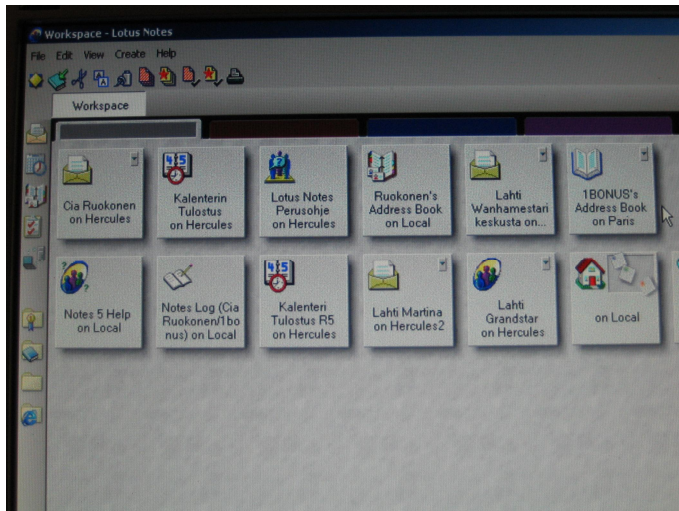 Workspace - Lotus Notes
File Edit View Create Help
Workspace
Cia Ruokonen
on Hercules
Kalenterin
Tulostus
on Hercules
Lotus Notes
Perusohje
on Hercules
Ruokonen's
Address Book
on Local
Lahti
Wanhamestari
keskusta on...
1BONUS's
Address Book
on Paris
Notes 5 Help
on Local
Notes Log (Cia
Ruokonen/1bo
nus) on Local
Kalenteri
Tulostus R5
on Hercules
Lahti Martina
on Hercules2
Lahti
Grandstar
on Hercules
on Local